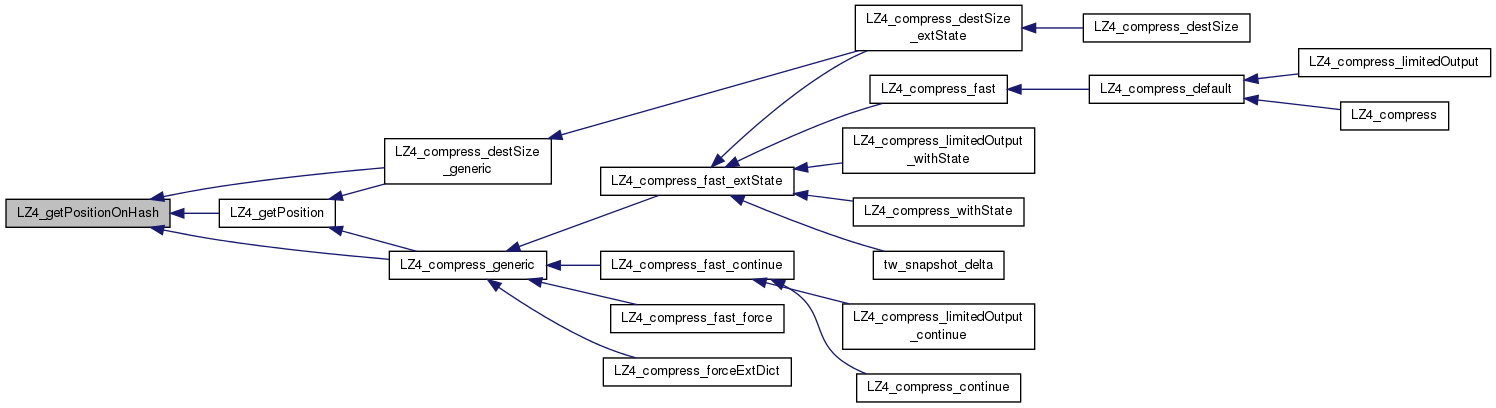 LZ4_compress_destSize
_extState
LZ4_compress_destSize
LZ4_compress_limitedOutput
LZ4_compress_fast
LZ4_compress_default
LZ4_compress
LZ4_compress_destSize
_generic
LZ4_compress_limitedOutput
_withState
LZ4_compress_fast_extState
LZ4_getPositionOnHash
LZ4_getPosition
LZ4_compress_withState
LZ4_compress_generic
LZ4_compress_fast_continue
tw_snapshot_delta
LZ4_compress_fast_force
LZ4_compress_limitedOutput
_continue
LZ4_compress_forceExtDict
LZ4_compress_continue